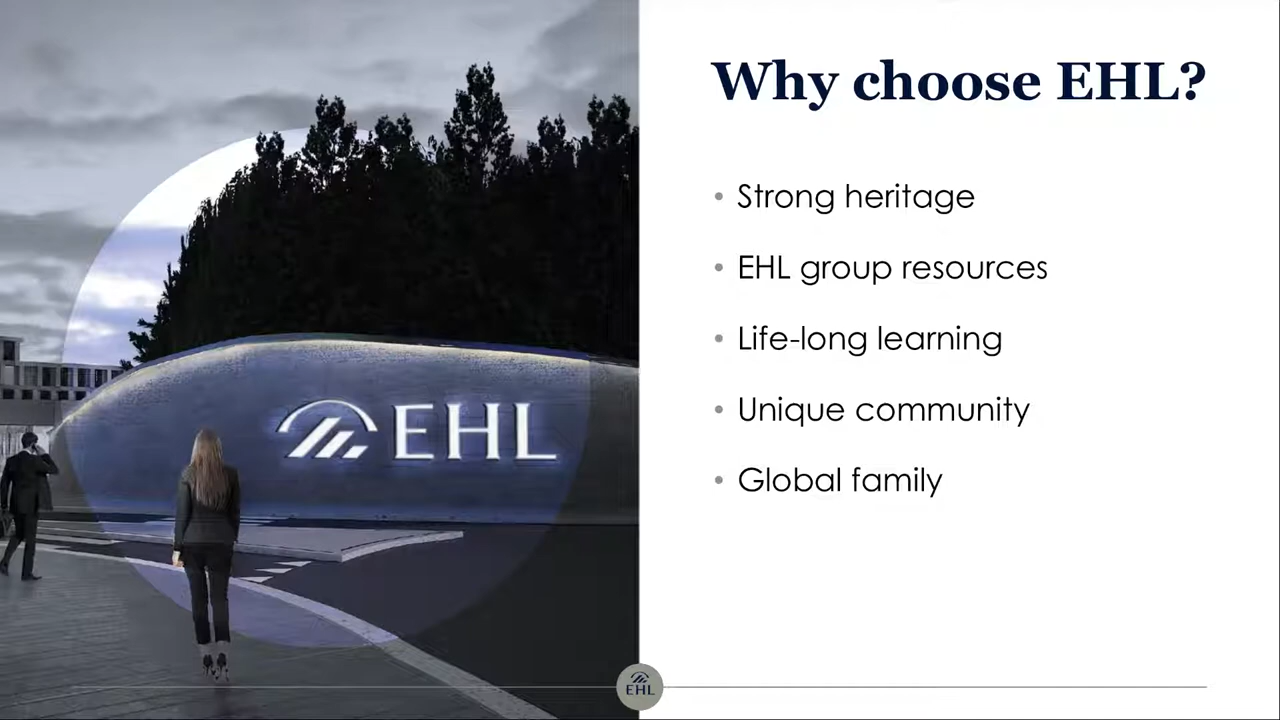 Why choose EHL?
• Strong heritage
• EHL group resources
• Life-long learning
• Unique community
• Global family
EHL
EHL